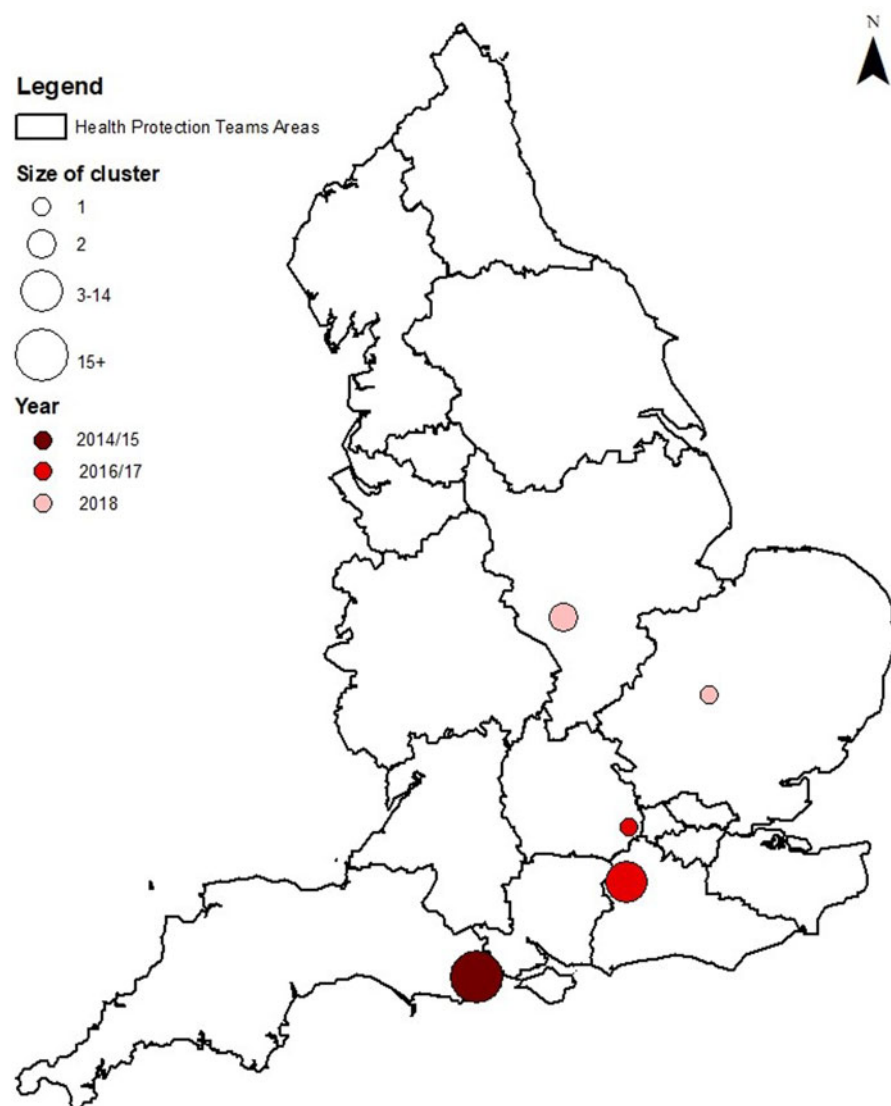 N
Legend
Health Protection Teams Areas
Size of cluster
1
2
3-14
15+
Year
2014/15
2016/17
2018